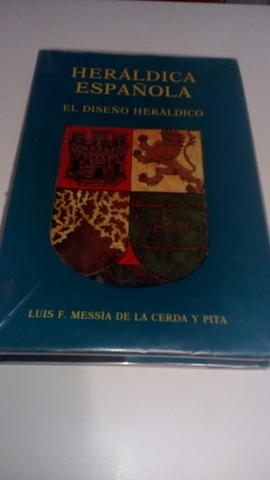 HERÁLDICA
ESPAÑOLA
EL DISEÑO HERÁLDICO
LUIS F. MESSÍA DE LA CERDA Y PITA